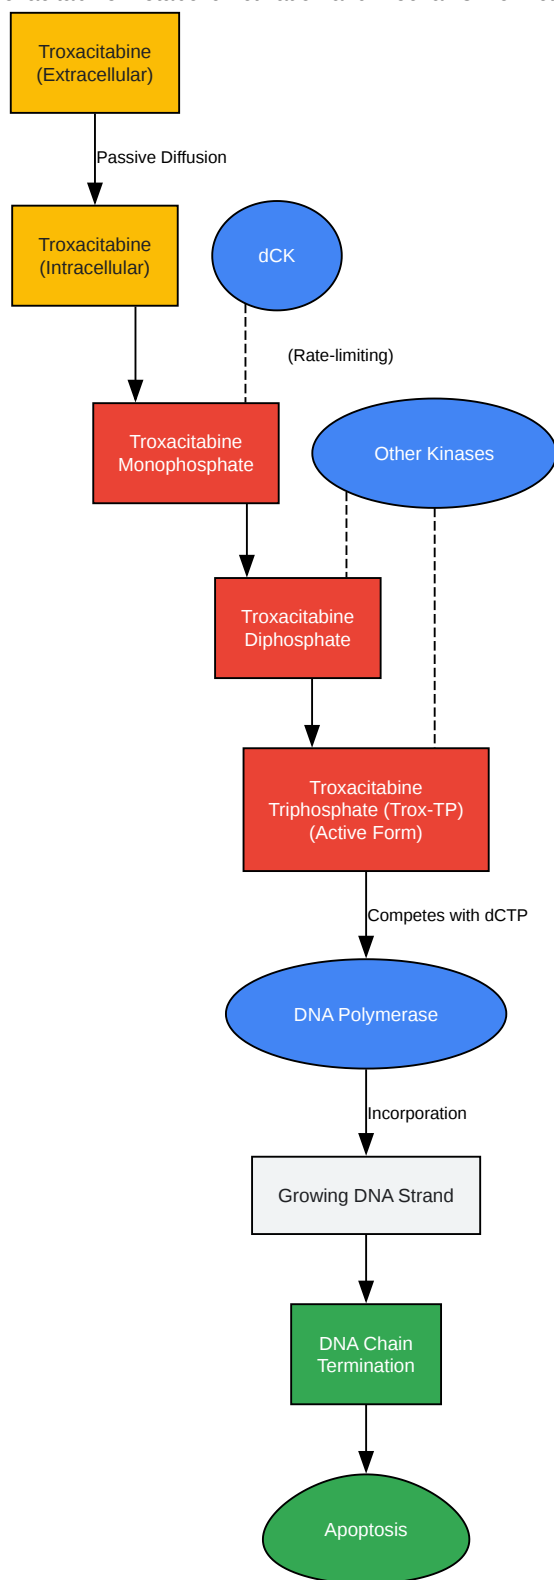 Troxacitabine
(Extracellular)
Passive Diffusion
Troxacitabine
(Intracellular)
dCK
(Rate-limiting)
Troxacitabine
Monophosphate
Other Kinases
Troxacitabine
Diphosphate
Troxacitabine
Triphosphate (Trox-TP)
(Active Form)
Competes with dCTP
DNA Polymerase
Incorporation
Growing DNA Strand
DNA Chain
Termination
Apoptosis